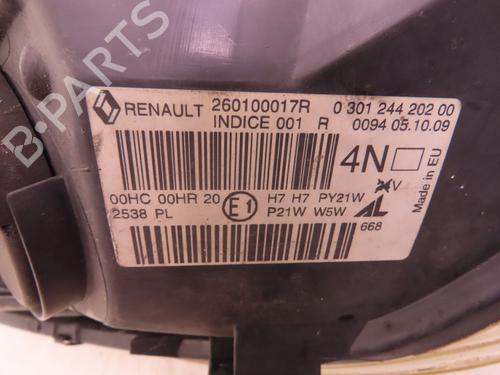 RENAULT 260100017R 0 301 244 202 00
INDICE 001 R 0094 05.10.09
4N
V
Made in EU
00HC 00HR 20 E1 H7 H7 PY21W
2538 PL P21W W5W AL
668
B-PARTS